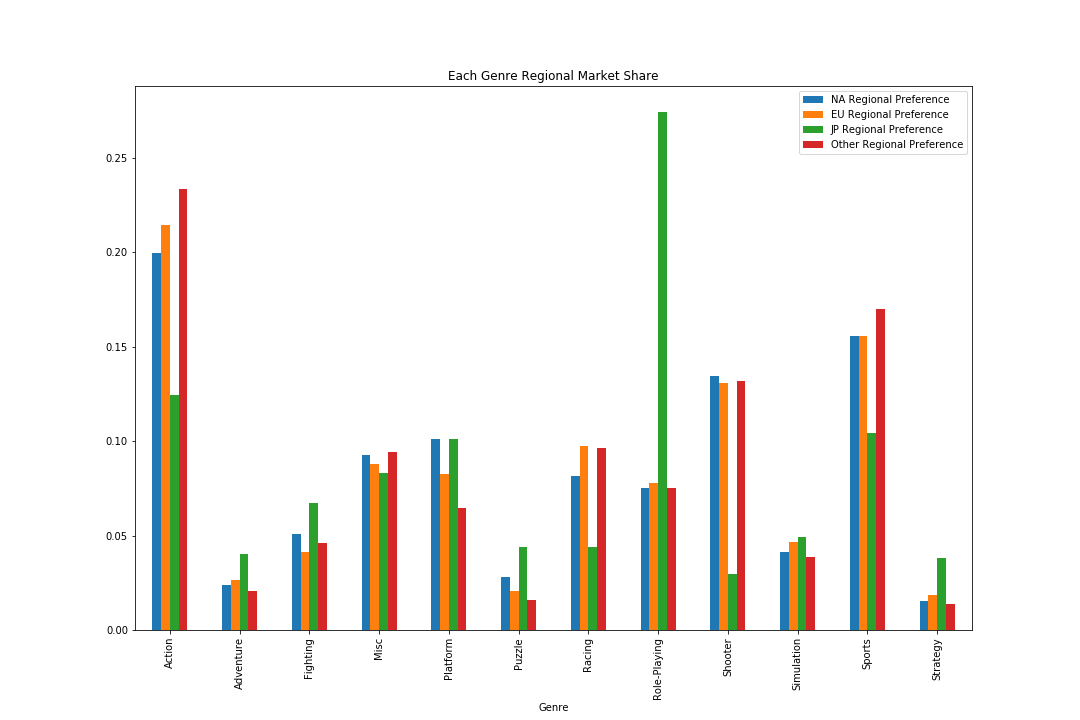 Each Genre Regional Market Share
NA Regional Preference
EU Regional Preference
JP Regional Preference
Other Regional Preference
0.25
0.20
0.15
0.10
0.05
0.00
Action
Adventure
Fighting
Misc
Platform
Puzzle
Racing
Role-Playing
Shooter
Simulation
Sports
Strategy
Genre